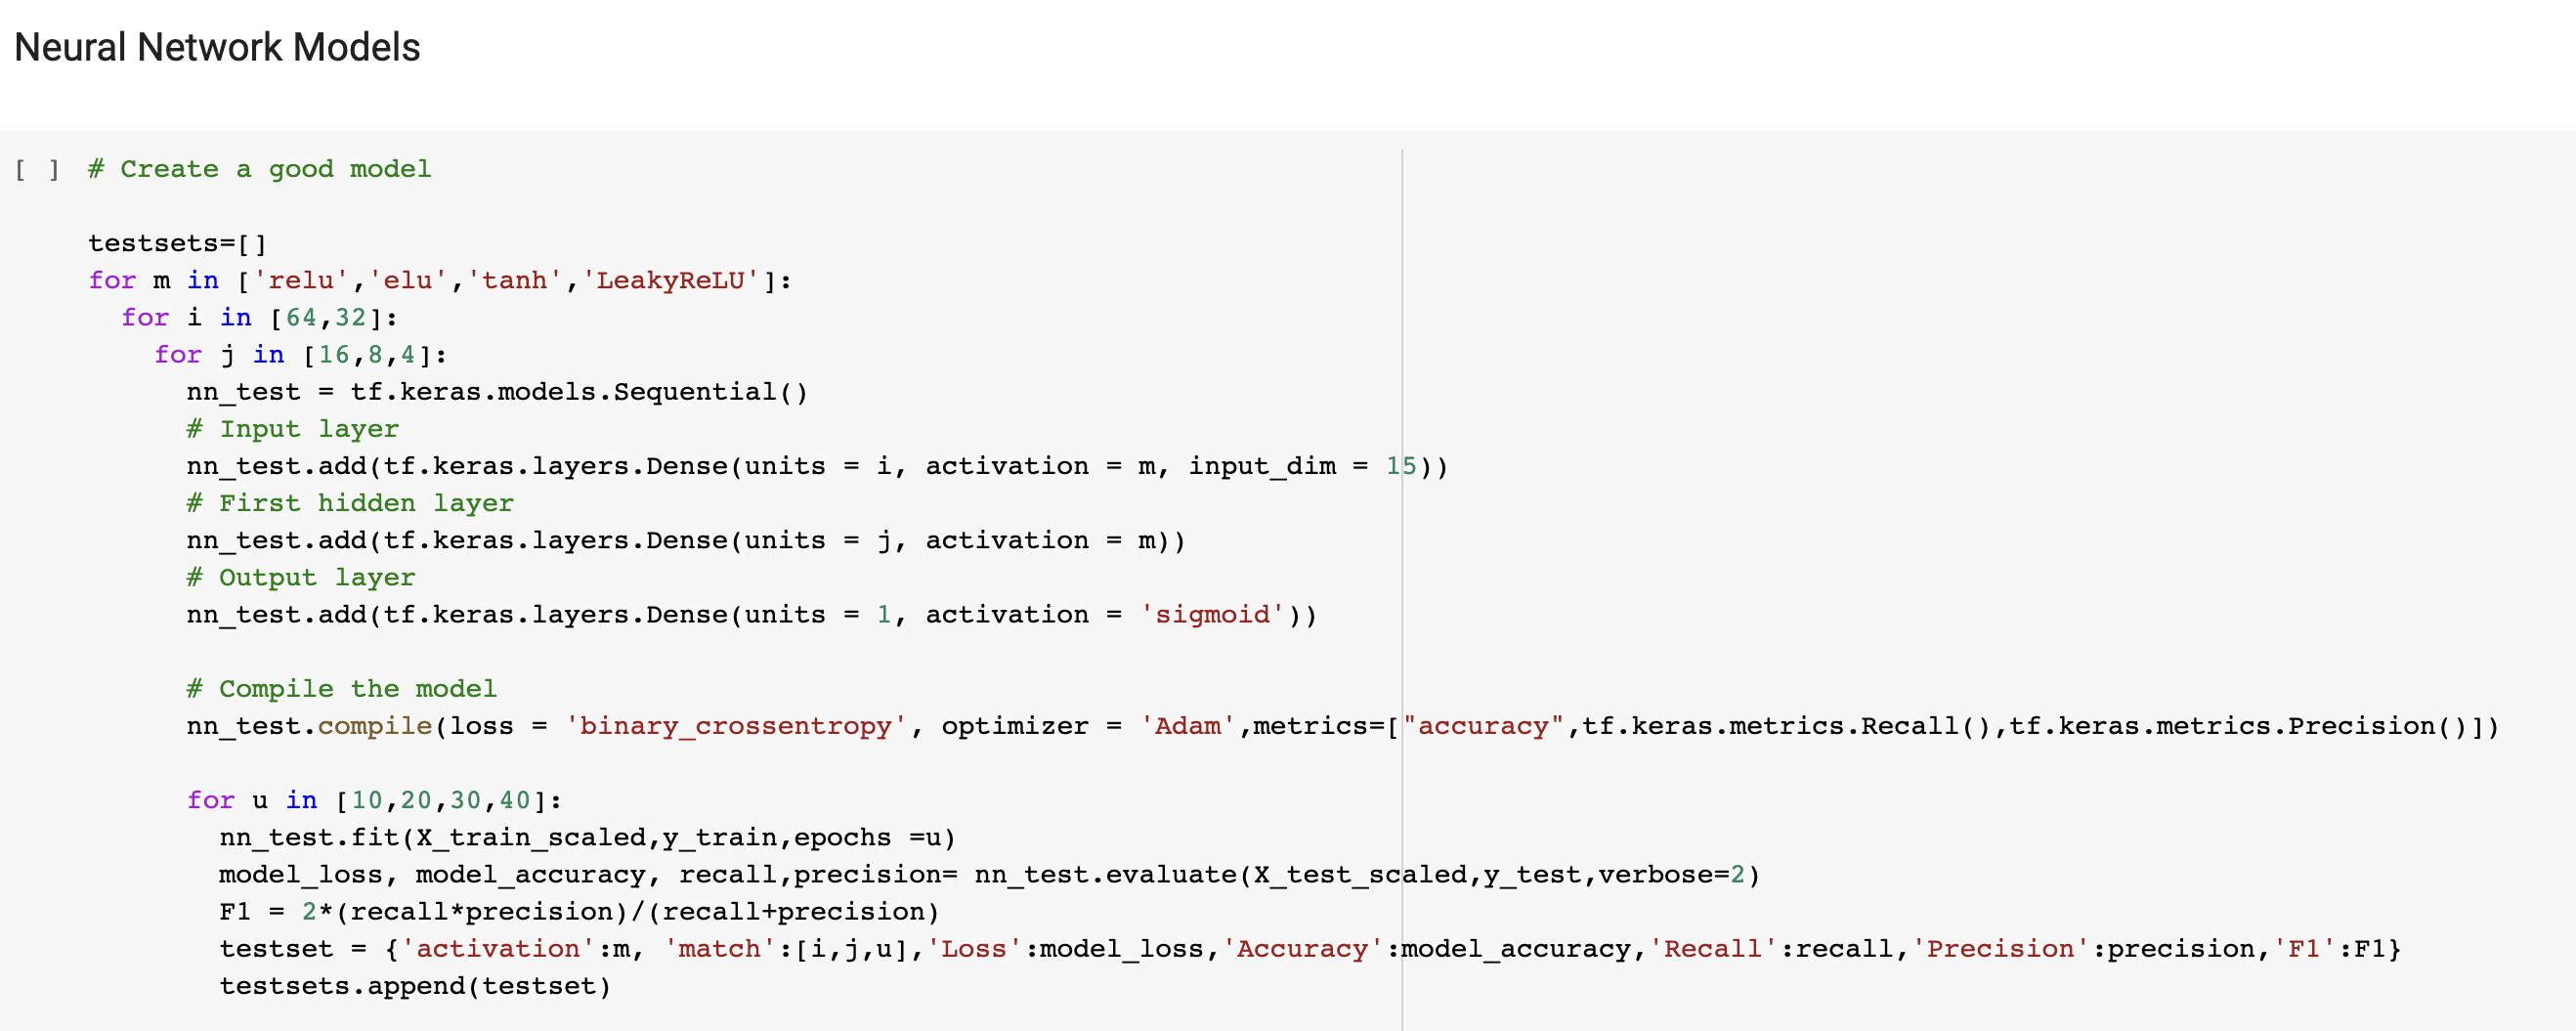 Neural Network Models
[ ] # Create a good model
testsets=[]
for m in ['relu','elu','tanh','LeakyReLU']:
  for i in [64,32]:
    for j in [16,8,4]:
      nn_test = tf.keras.models.Sequential()
      # Input layer
      nn_test.add(tf.keras.layers.Dense(units = i, activation = m, input_dim = 15))
      # First hidden layer
      nn_test.add(tf.keras.layers.Dense(units = j, activation = m))
      # Output layer
      nn_test.add(tf.keras.layers.Dense(units = 1, activation = 'sigmoid'))
      # Compile the model
      nn_test.compile(loss = 'binary_crossentropy', optimizer = 'Adam',metrics=["accuracy",tf.keras.metrics.Recall(),tf.keras.metrics.Precision()])
      for u in [10,20,30,40]:
        nn_test.fit(X_train_scaled,y_train,epochs =u)
        model_loss, model_accuracy, recall,precision= nn_test.evaluate(X_test_scaled,y_test,verbose=2)
        F1 = 2*(recall*precision)/(recall+precision)
        testset = {'activation':m, 'match':[i,j,u],'Loss':model_loss,'Accuracy':model_accuracy,'Recall':recall,'Precision':precision,'F1':F1}
        testsets.append(testset)